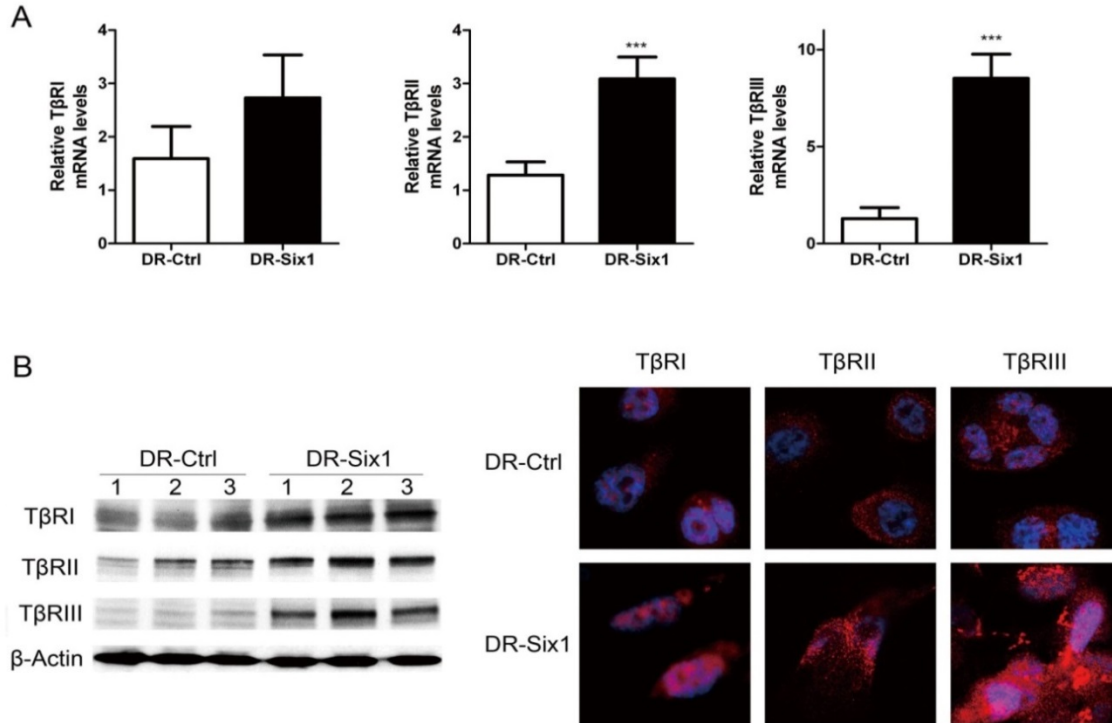 A
Relative TβRI
mRNA levels
4
3
2
1
0
DR-Ctrl
DR-Six1
Relative TβRII
mRNA levels
4
3
2
1
0
***
DR-Ctrl
DR-Six1
Relative TβRIII
mRNA levels
10
5
0
***
DR-Ctrl
DR-Six1
B
DR-Ctrl
DR-Six1
1 2 3 1 2 3
TβRI
TβRII
TβRIII
β-Actin
TβRI TβRII TβRIII
DR-Ctrl
DR-Six1